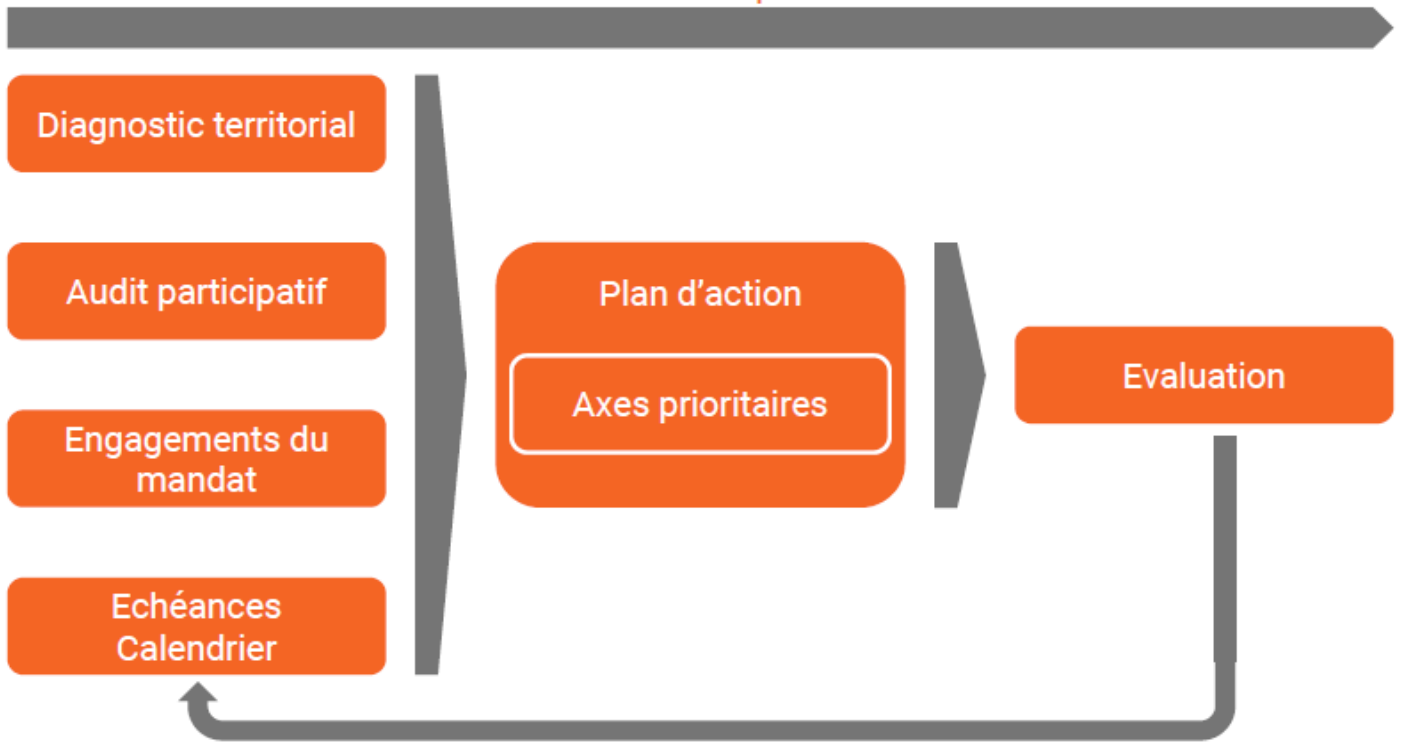 Diagnostic territorial
Audit participatif
Engagements du
mandat
Echéances
Calendrier
Plan d’action
Axes prioritaires
Evaluation